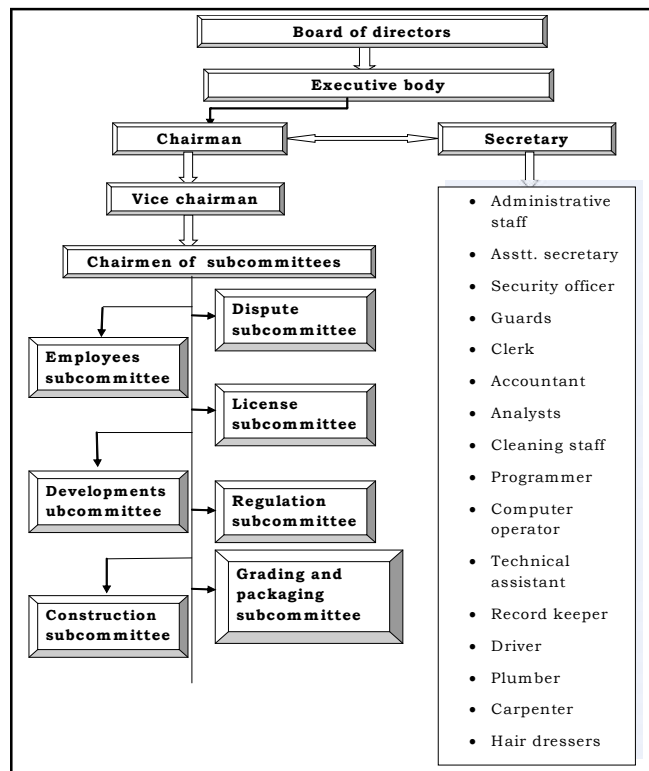 Board of directors
Executive body
Chairman
Secretary
Vice chairman
Chairmen of subcommittees
Dispute
subcommittee
Employees
subcommittee
License
subcommittee
Developments
ubcommittee
Regulation
subcommittee
Grading and
packaging
subcommittee
Construction
subcommittee
• Administrative
staff
• Asstt. secretary
• Security officer
• Guards
• Clerk
• Accountant
• Analysts
• Cleaning staff
• Programmer
• Computer
operator
• Technical
assistant
• Record keeper
• Driver
• Plumber
• Carpenter
• Hair dressers